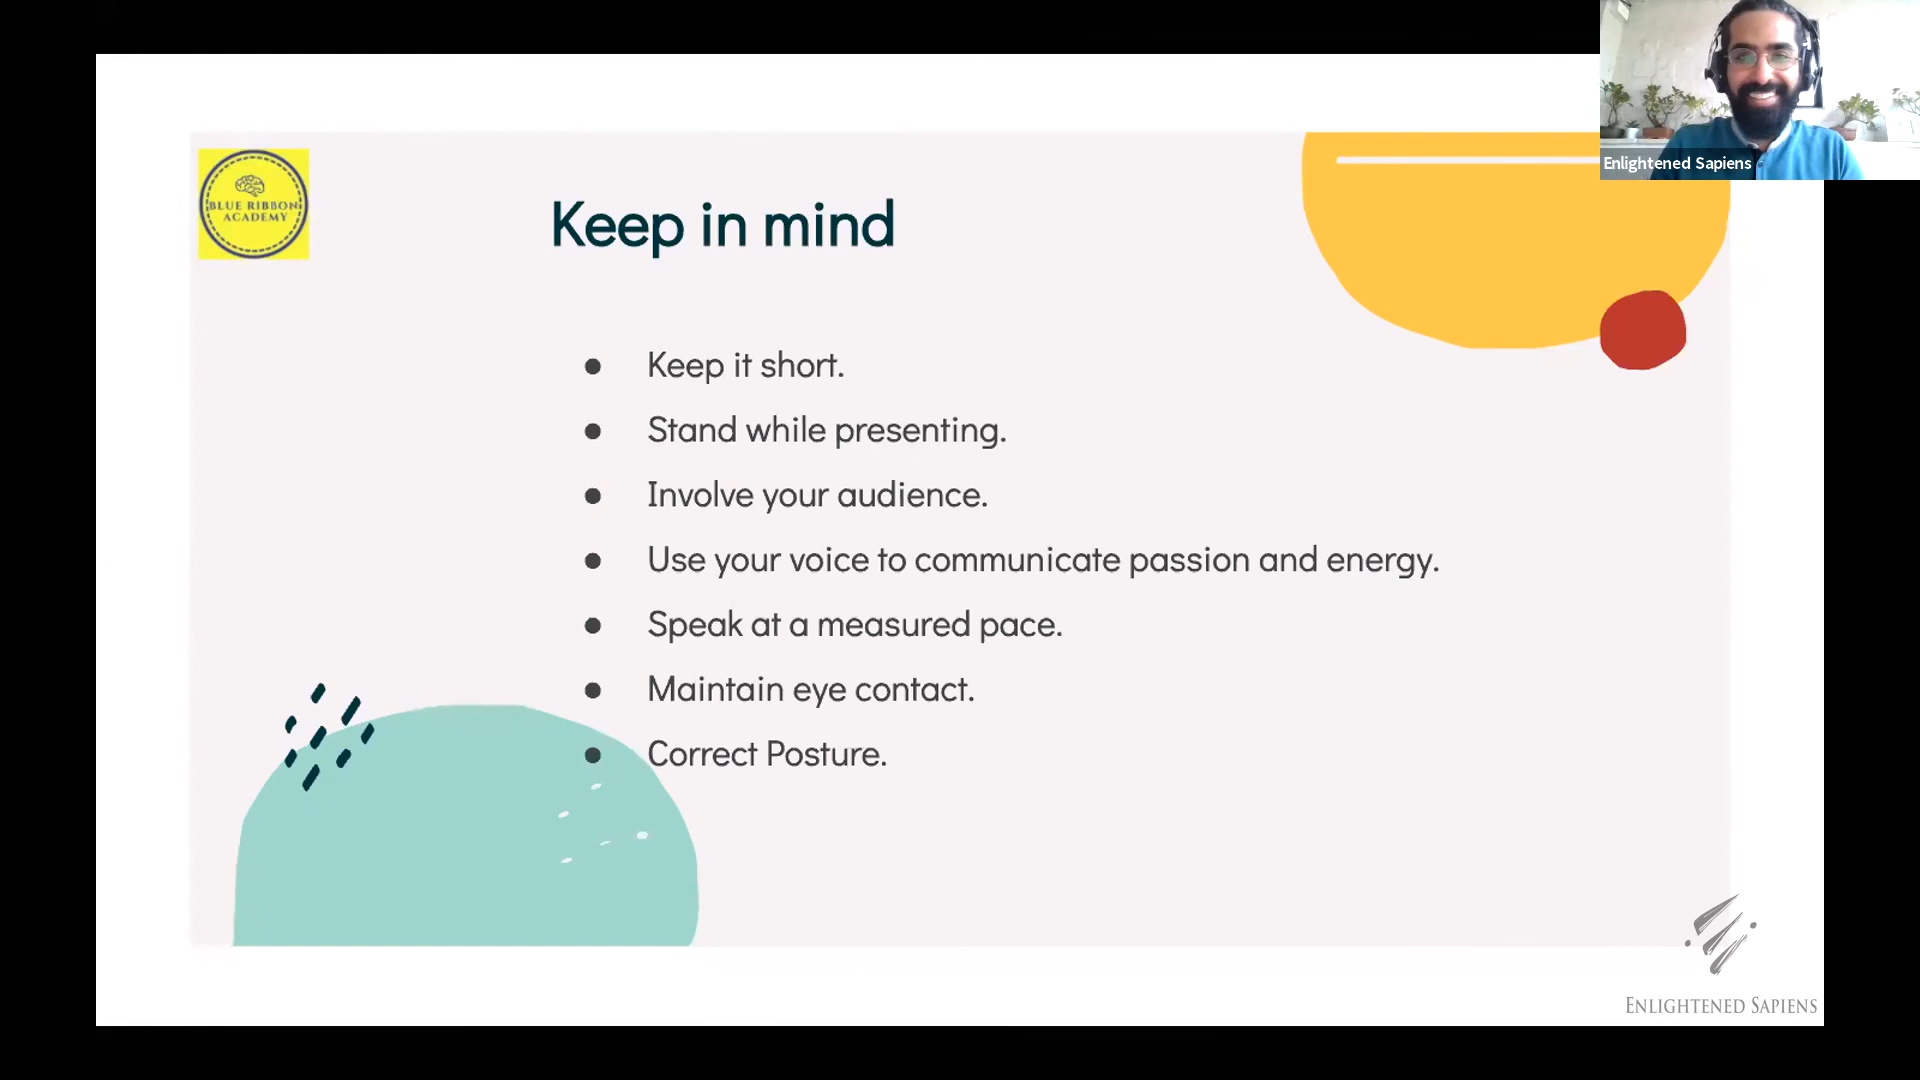 Enlightened Sapiens
BLUE RIBBON
ACADEMY
Keep in mind
● Keep it short.
● Stand while presenting.
● Involve your audience.
● Use your voice to communicate passion and energy.
● Speak at a measured pace.
● Maintain eye contact.
● Correct Posture.
ENLIGHTENED SAPIENS